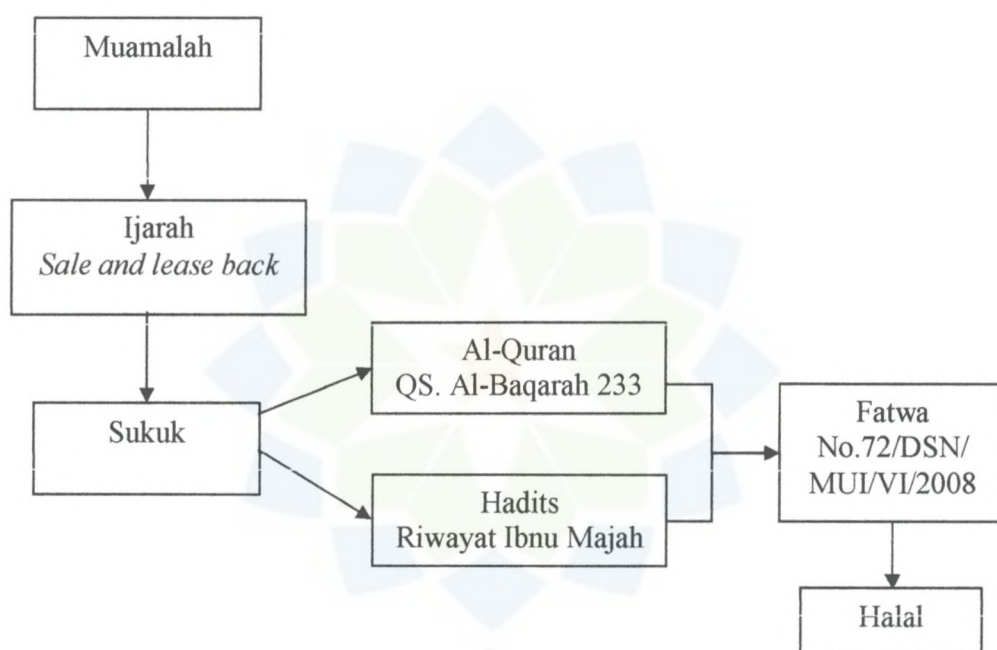 Muamalah
Ijarah
Sale and lease back
Sukuk
Al-Quran
QS. Al-Baqarah 233
Hadits
Riwayat Ibnu Majah
Fatwa
No.72/DSN/
MUI/VI/2008
Halal